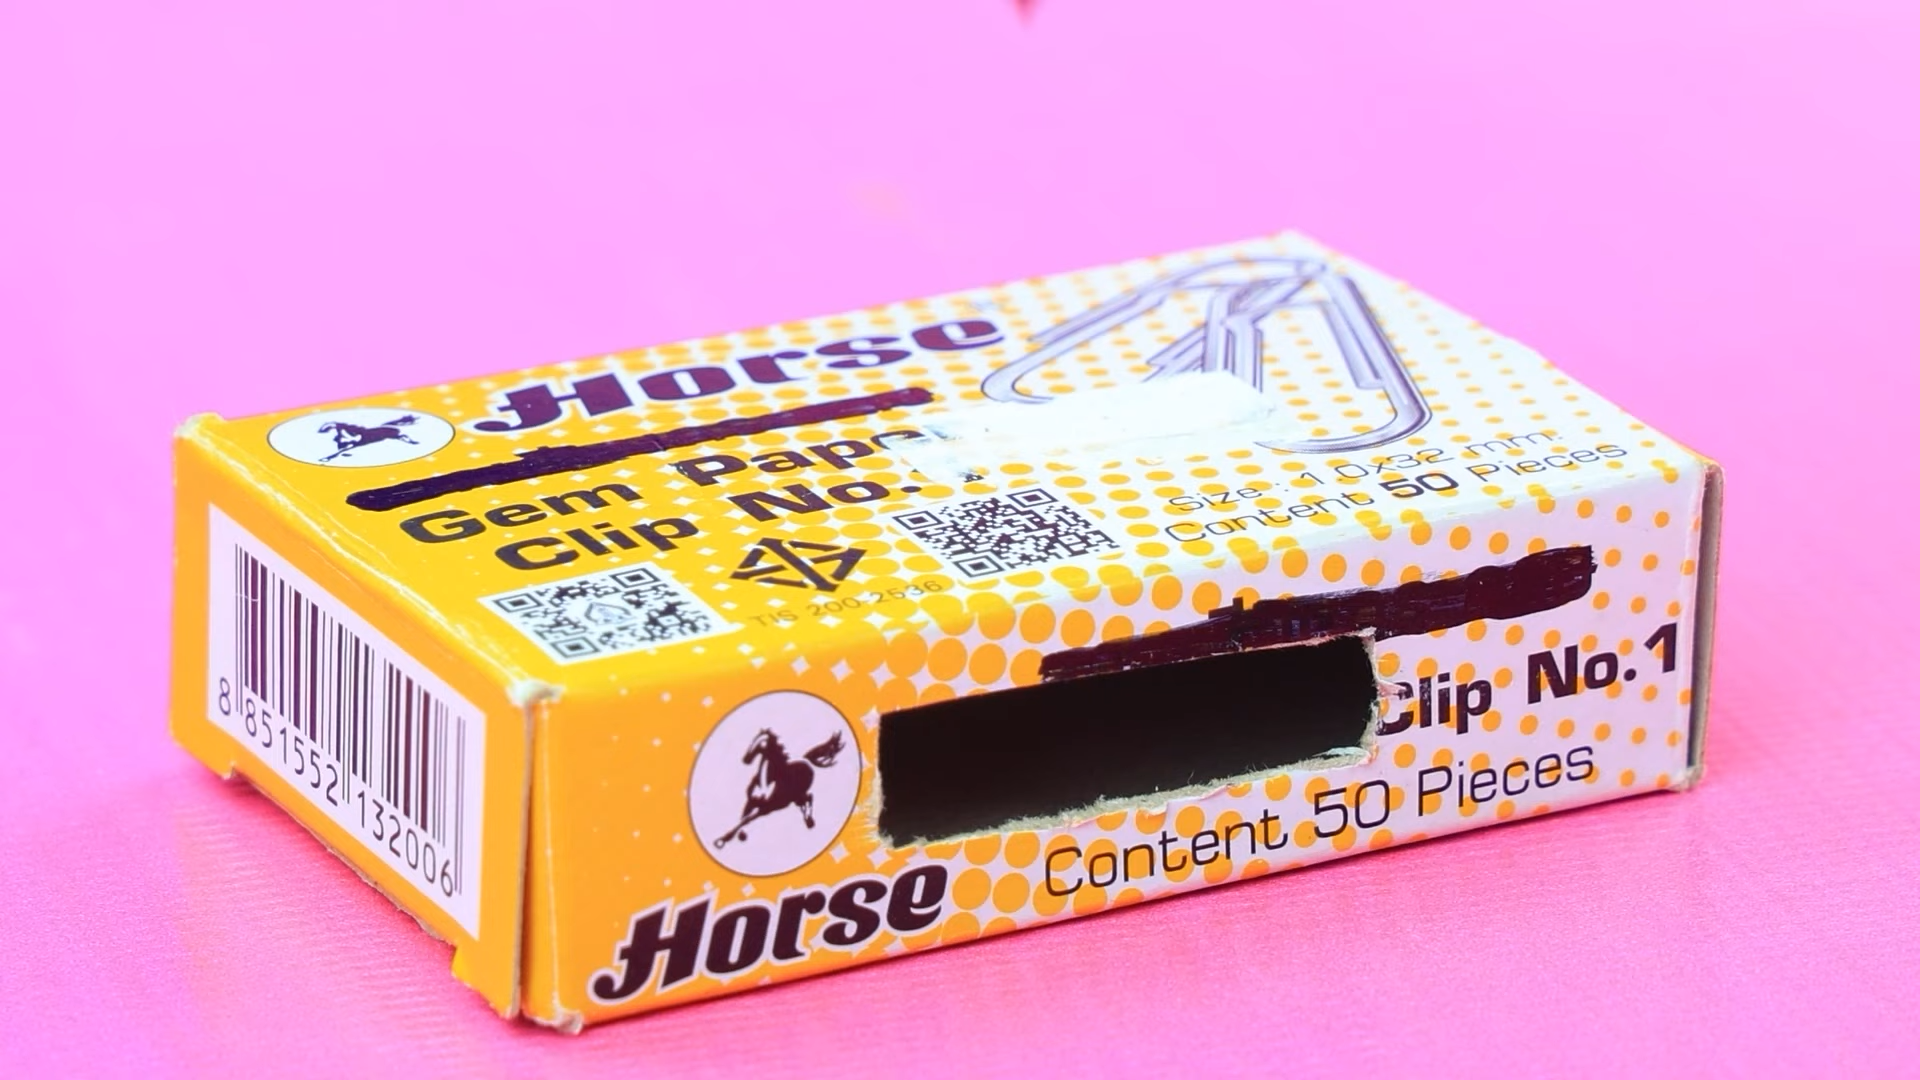 Horse
Gem Pape
Clip No.
TIS 200-2536
Size : 1.0x32 mm.
Content 50 Pieces
8 851552 132006
Clip No.1
Content 50 Pieces
Horse